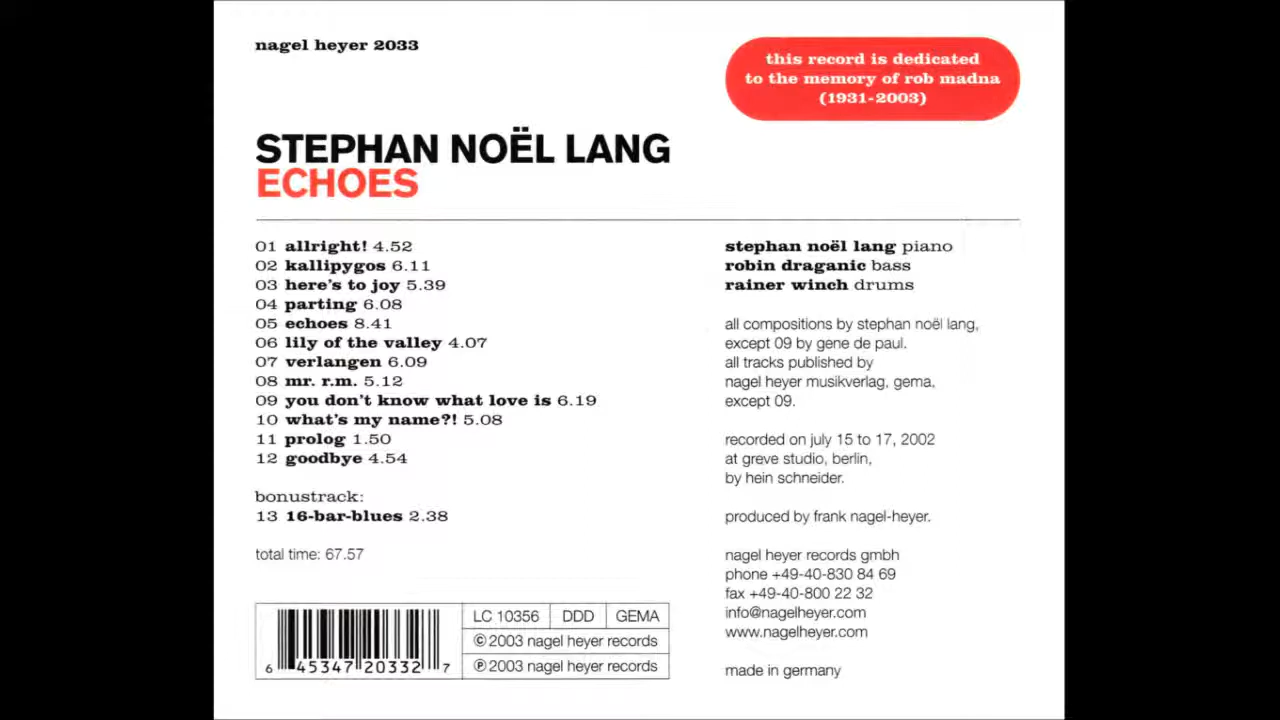 nagel heyer 2033
this record is dedicated
to the memory of rob madna
(1931-2003)
STEPHAN NOËL LANG
ECHOES
01 allright! 4.52
02 kallipygos 6.11
03 here's to joy 5.39
04 parting 6.08
05 echoes 8.41
06 lily of the valley 4.07
07 verlangen 6.09
08 mr. r.m. 5.12
09 you don't know what love is 6.19
10 what's my name?! 5.08
11 prolog 1.50
12 goodbye 4.54
bonustrack:
13 16-bar-blues 2.38
total time: 67.57
stephan noël lang piano
robin draganic bass
rainer winch drums
all compositions by stephan noël lang,
except 09 by gene de paul.
all tracks published by
nagel heyer musikverlag, gema,
except 09.
recorded on july 15 to 17, 2002
at greve studio, berlin,
by hein schneider.
produced by frank nagel-heyer.
nagel heyer records gmbh
phone +49-40-830 84 69
fax +49-40-800 22 32
info@nagelheyer.com
www.nagelheyer.com
made in germany
6 45347 20332 7
LC 10356 DDD GEMA
©2003 nagel heyer records
℗2003 nagel heyer records